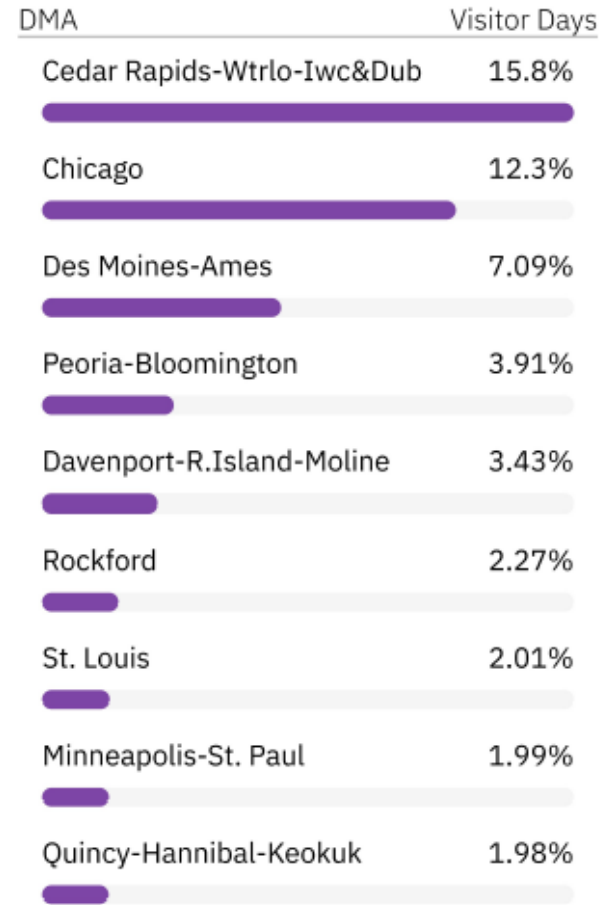 DMA Visitor Days
Cedar Rapids-Wtrlo-Iwc&Dub 15.8%
Chicago 12.3%
Des Moines-Ames 7.09%
Peoria-Bloomington 3.91%
Davenport-R.Island-Moline 3.43%
Rockford 2.27%
St. Louis 2.01%
Minneapolis-St. Paul 1.99%
Quincy-Hannibal-Keokuk 1.98%